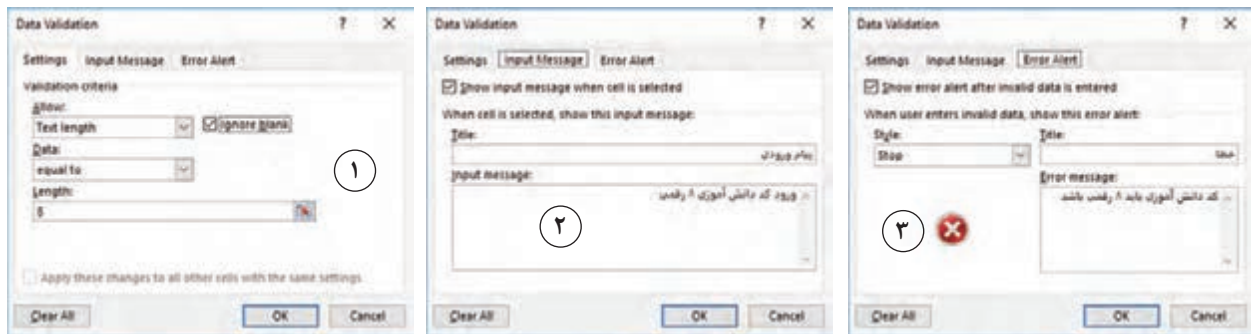 Data Validation
Settings Input Message Error Alert
Validation criteria
Allow:
Text length
Ignore blank
Data:
equal to
Length:
8
۱
Apply these changes to all other cells with the same settings
Clear All OK Cancel
Data Validation
Settings Input Message Error Alert
Show input message when cell is selected
When cell is selected, show this input message:
Title:
پیام ورودی
Input message:
ورود کد دانش آموزی ۸ رقمی
۲
Clear All OK Cancel
Data Validation
Settings Input Message Error Alert
Show error alert after invalid data is entered
When user enters invalid data, show this error alert:
Style:
Stop
Title:
خطا
Error message:
کد دانش آموزی باید ۸ رقمی باشد
۳
Clear All OK Cancel